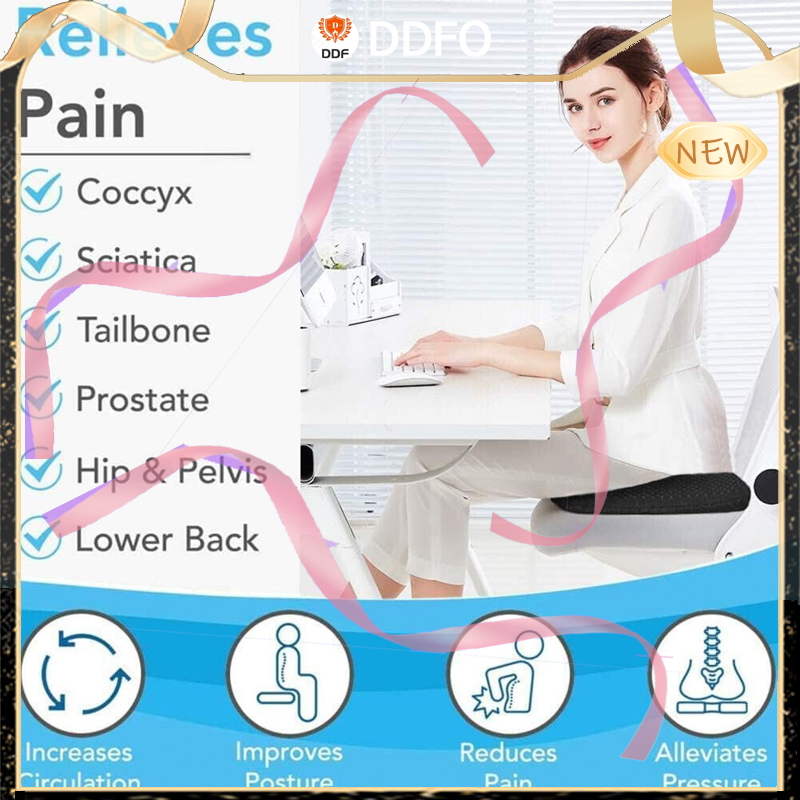 Relieves
DDF
DDFO
Pain
NEW
Coccyx
Sciatica
Tailbone
Prostate
Hip & Pelvis
Lower Back
Increases
Circulation
Improves
Posture
Reduces
Pain
Alleviates
Pressure